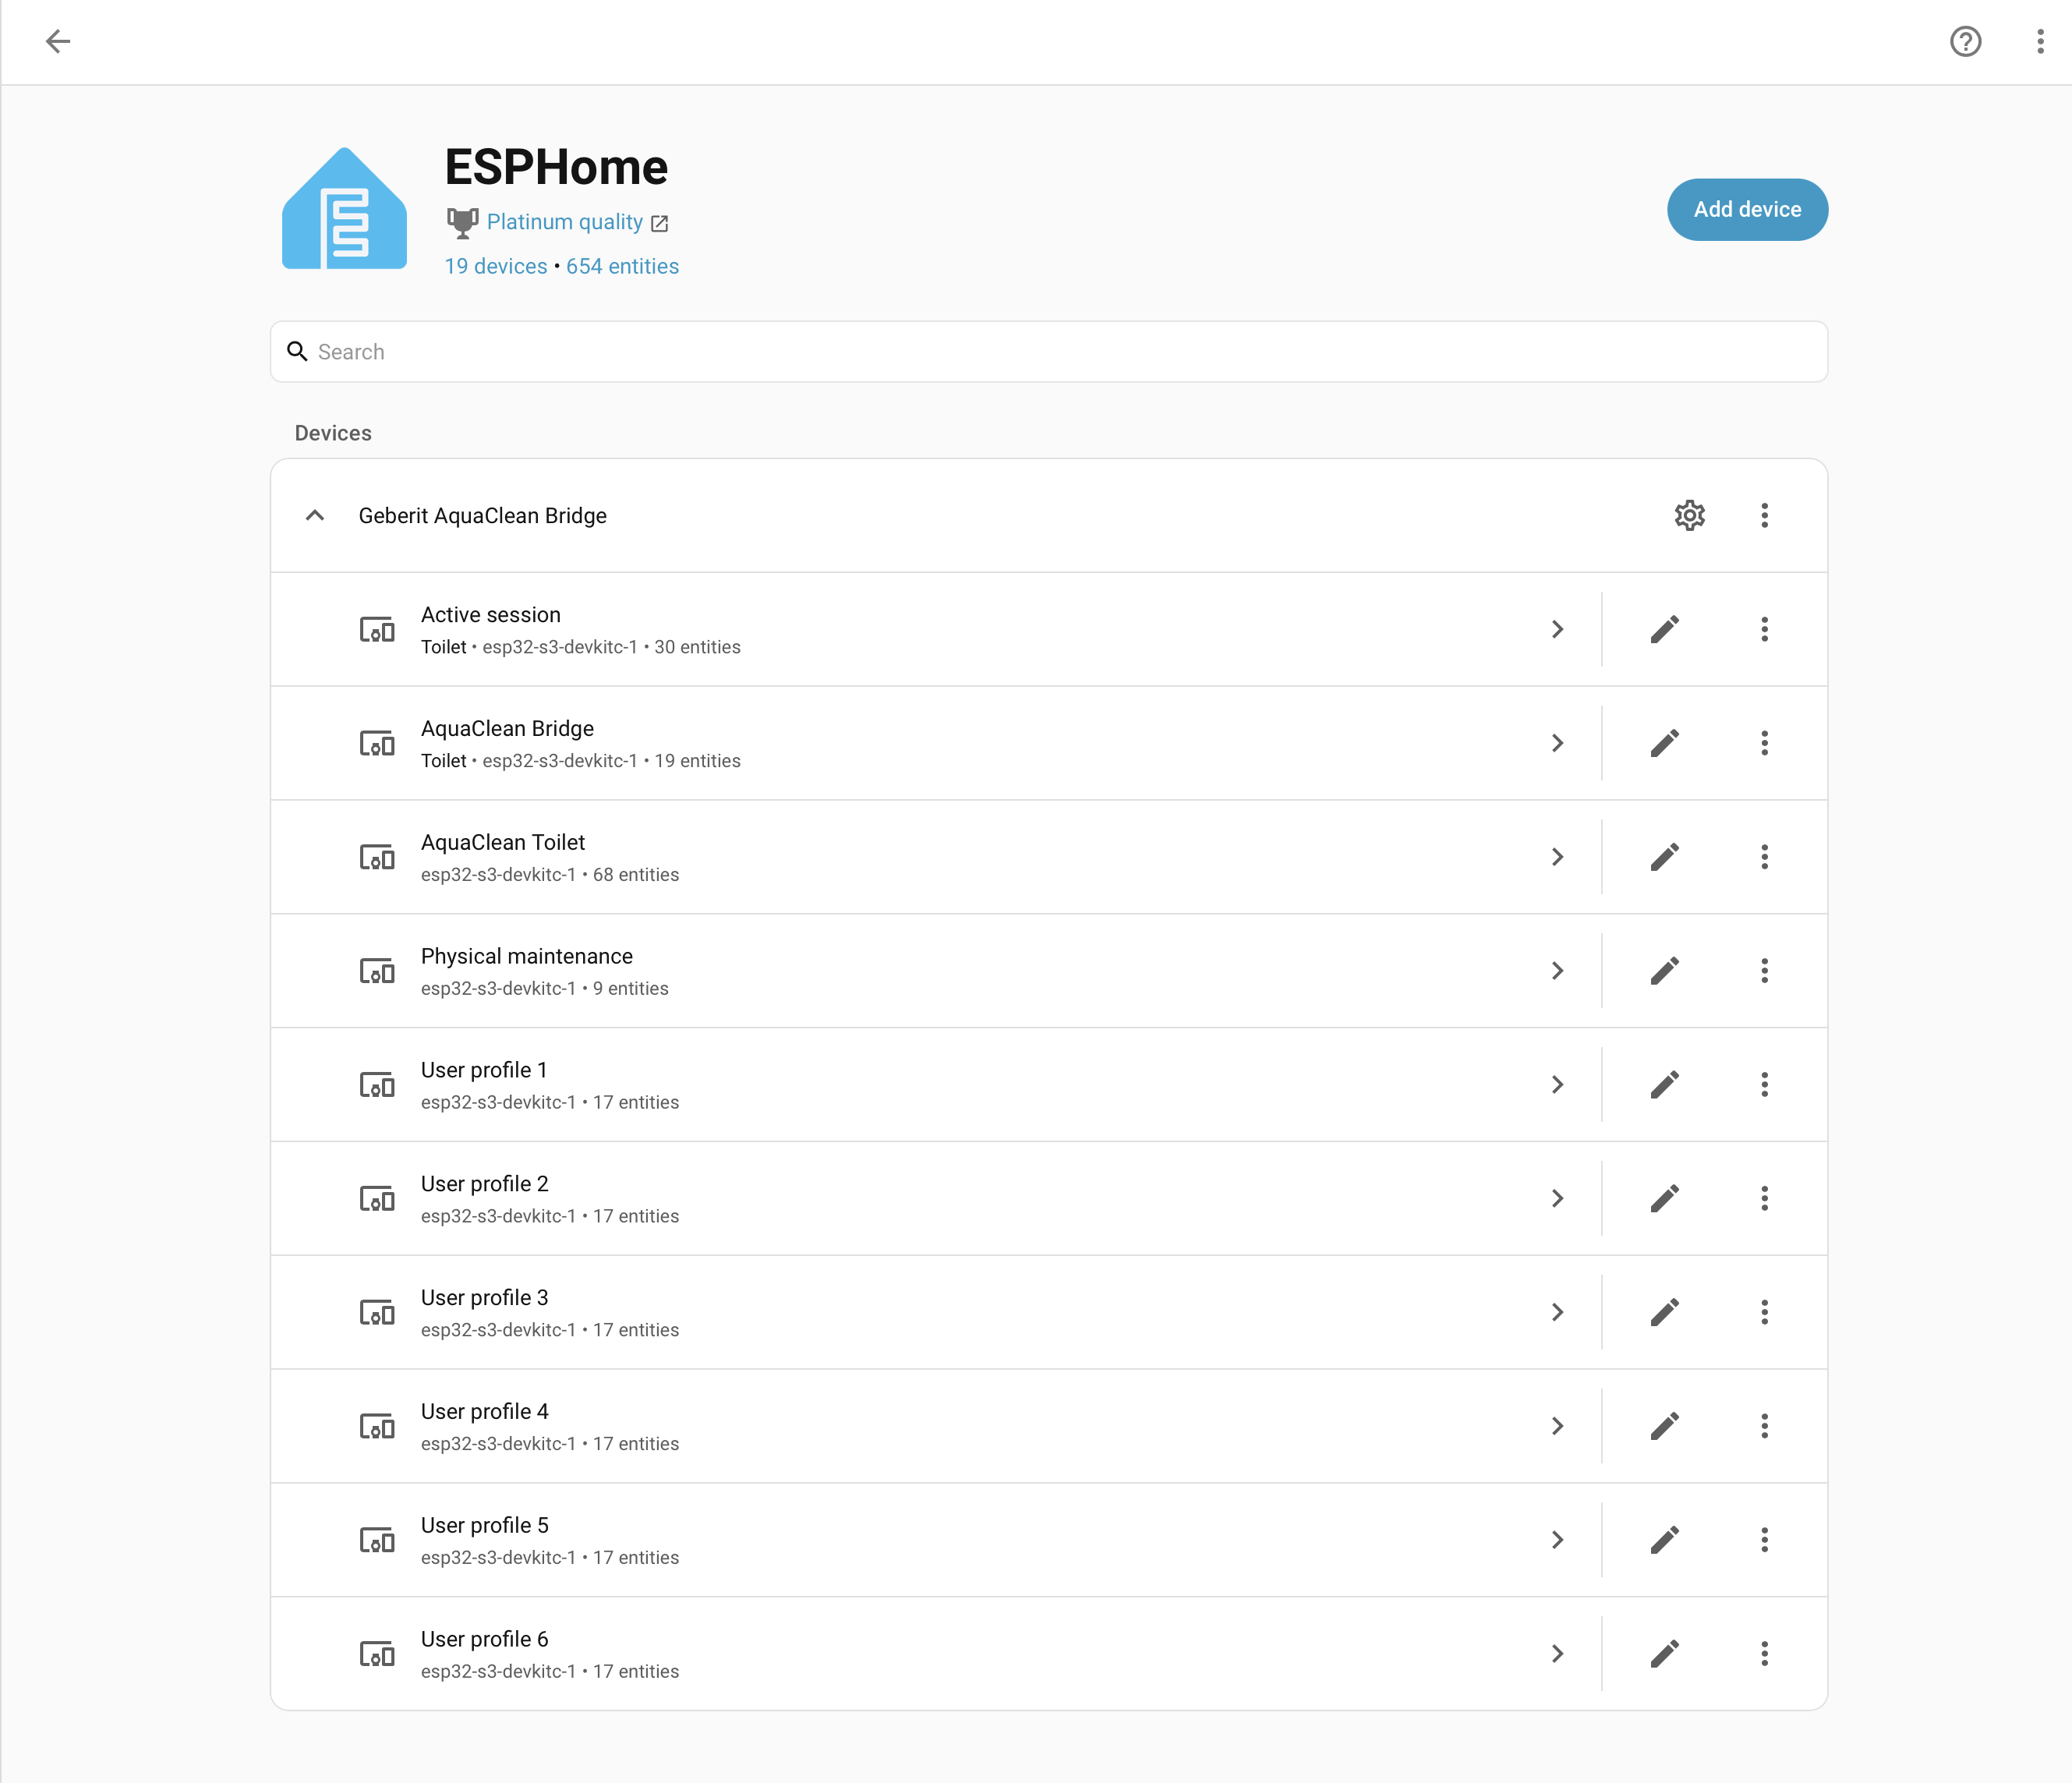 ESPHome
Platinum quality
19 devices • 654 entities
Add device
Search
Devices
Geberit AquaClean Bridge
Active session
Toilet • esp32-s3-devkitc-1 • 30 entities
AquaClean Bridge
Toilet • esp32-s3-devkitc-1 • 19 entities
AquaClean Toilet
esp32-s3-devkitc-1 • 68 entities
Physical maintenance
esp32-s3-devkitc-1 • 9 entities
User profile 1
esp32-s3-devkitc-1 • 17 entities
User profile 2
esp32-s3-devkitc-1 • 17 entities
User profile 3
esp32-s3-devkitc-1 • 17 entities
User profile 4
esp32-s3-devkitc-1 • 17 entities
User profile 5
esp32-s3-devkitc-1 • 17 entities
User profile 6
esp32-s3-devkitc-1 • 17 entities